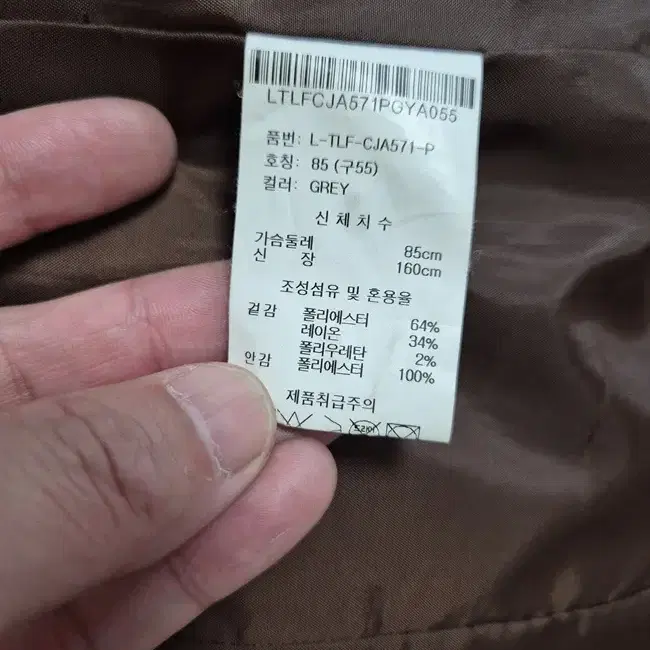 LTLFCJA571PGYA055
품번: L-TLF-CJA571-P
호칭: 85 (구55)
컬러: GREY
신 체 치 수
가슴둘레 85cm
신 장 160cm
조성섬유 및 혼용율
겉감 폴리에스터 64%
레이온 34%
폴리우레탄 2%
안감 폴리에스터 100%
제품취급주의
드라이